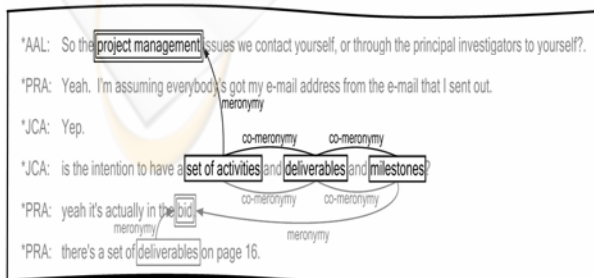 *AAL: So the project management issues we contact yourself, or through the principal investigators to yourself?.
*PRA: Yeah. I'm assuming everybody's got my e-mail address from the e-mail that I sent out.
meronymy
*JCA: Yep.
co-meronymy co-meronymy
*JCA: is the intention to have a set of activities and deliverables and milestones?
co-meronymy co-meronymy
*PRA: yeah it's actually in the bid.
meronymy meronymy
*PRA: there's a set of deliverables on page 16.